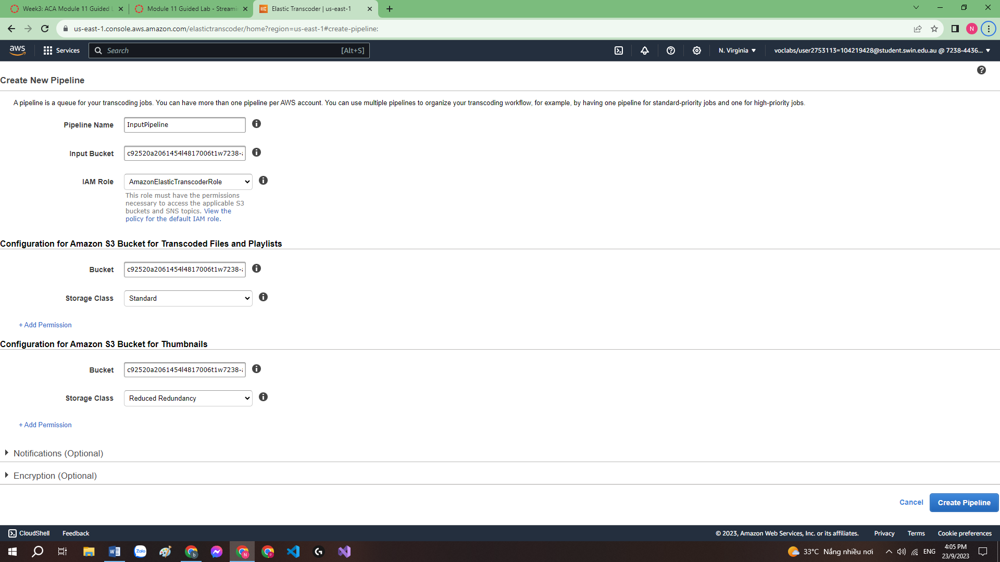 Week3: ACA Module 11 Guided L
Module 11 Guided Lab - Streamin
Elastic Transcoder | us-east-1
us-east-1.console.aws.amazon.com/elastictranscoder/home?region=us-east-1#create-pipeline:
N
aws
Services
Search
[Alt+S]
N. Virginia
voclabs/user2753113=104219428@student.swin.edu.au @ 7238-4436...
Create New Pipeline
A pipeline is a queue for your transcoding jobs. You can have more than one pipeline per AWS account. You can use multiple pipelines to organize your transcoding workflow, for example, by having one pipeline for standard-priority jobs and one for high-priority jobs.
Pipeline Name
InputPipeline
Input Bucket
c92520a2061454l4817006t1w7238-
IAM Role
AmazonElasticTranscoderRole
This role must have the permissions
necessary to access the applicable S3
buckets and SNS topics. View the
policy for the default IAM role.
Configuration for Amazon S3 Bucket for Transcoded Files and Playlists
Bucket
c92520a2061454l4817006t1w7238-
Storage Class
Standard
+ Add Permission
Configuration for Amazon S3 Bucket for Thumbnails
Bucket
c92520a2061454l4817006t1w7238-
Storage Class
Reduced Redundancy
+ Add Permission
Notifications (Optional)
Encryption (Optional)
Cancel
Create Pipeline
CloudShell
Feedback
© 2023, Amazon Web Services, Inc. or its affiliates.
Privacy
Terms
Cookie preferences
Zalo
33°C Nắng nhiều nơi
ENG
4:05 PM
23/9/2023